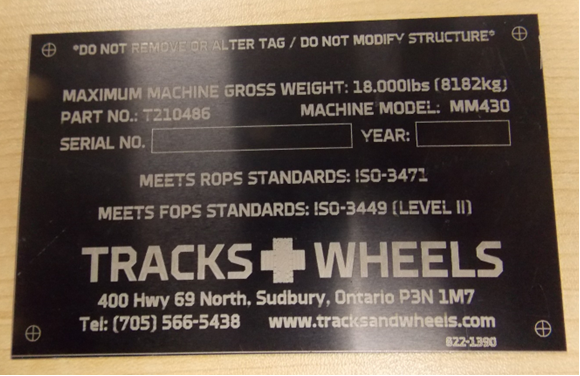 *DO NOT REMOVE OR ALTER TAG / DO NOT MODIFY STRUCTURE*
MAXIMUM MACHINE GROSS WEIGHT: 18.000lbs (8182kg)
PART NO.: T210486 MACHINE MODEL: MM430
SERIAL NO. YEAR:
MEETS ROPS STANDARDS: ISO-3471
MEETS FOPS STANDARDS: ISO-3449 (LEVEL II)
TRACKS WHEELS
400 Hwy 69 North, Sudbury, Ontario P3N 1M7
Tel: (705) 566-5438 www.tracksandwheels.com
822-1390